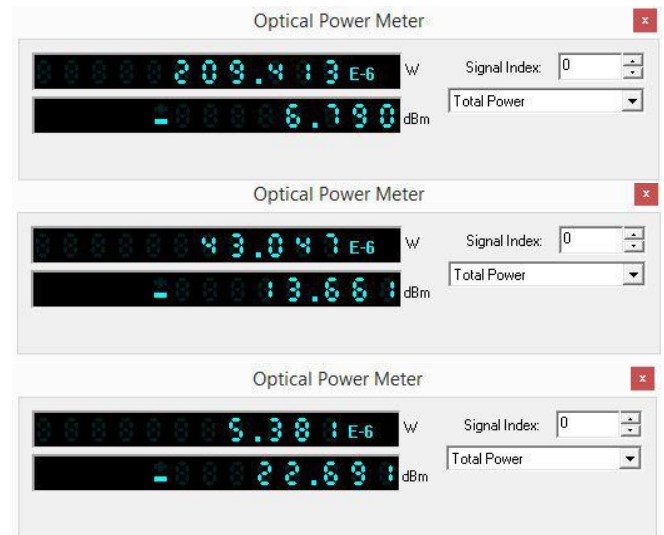 Optical Power Meter
x
209.413 E-6 W
Signal Index: 0
- 6.790 dBm
Total Power
Optical Power Meter
x
43.047 E-6 W
Signal Index: 0
- 13.661 dBm
Total Power
Optical Power Meter
x
5.381 E-6 W
Signal Index: 0
- 22.691 dBm
Total Power